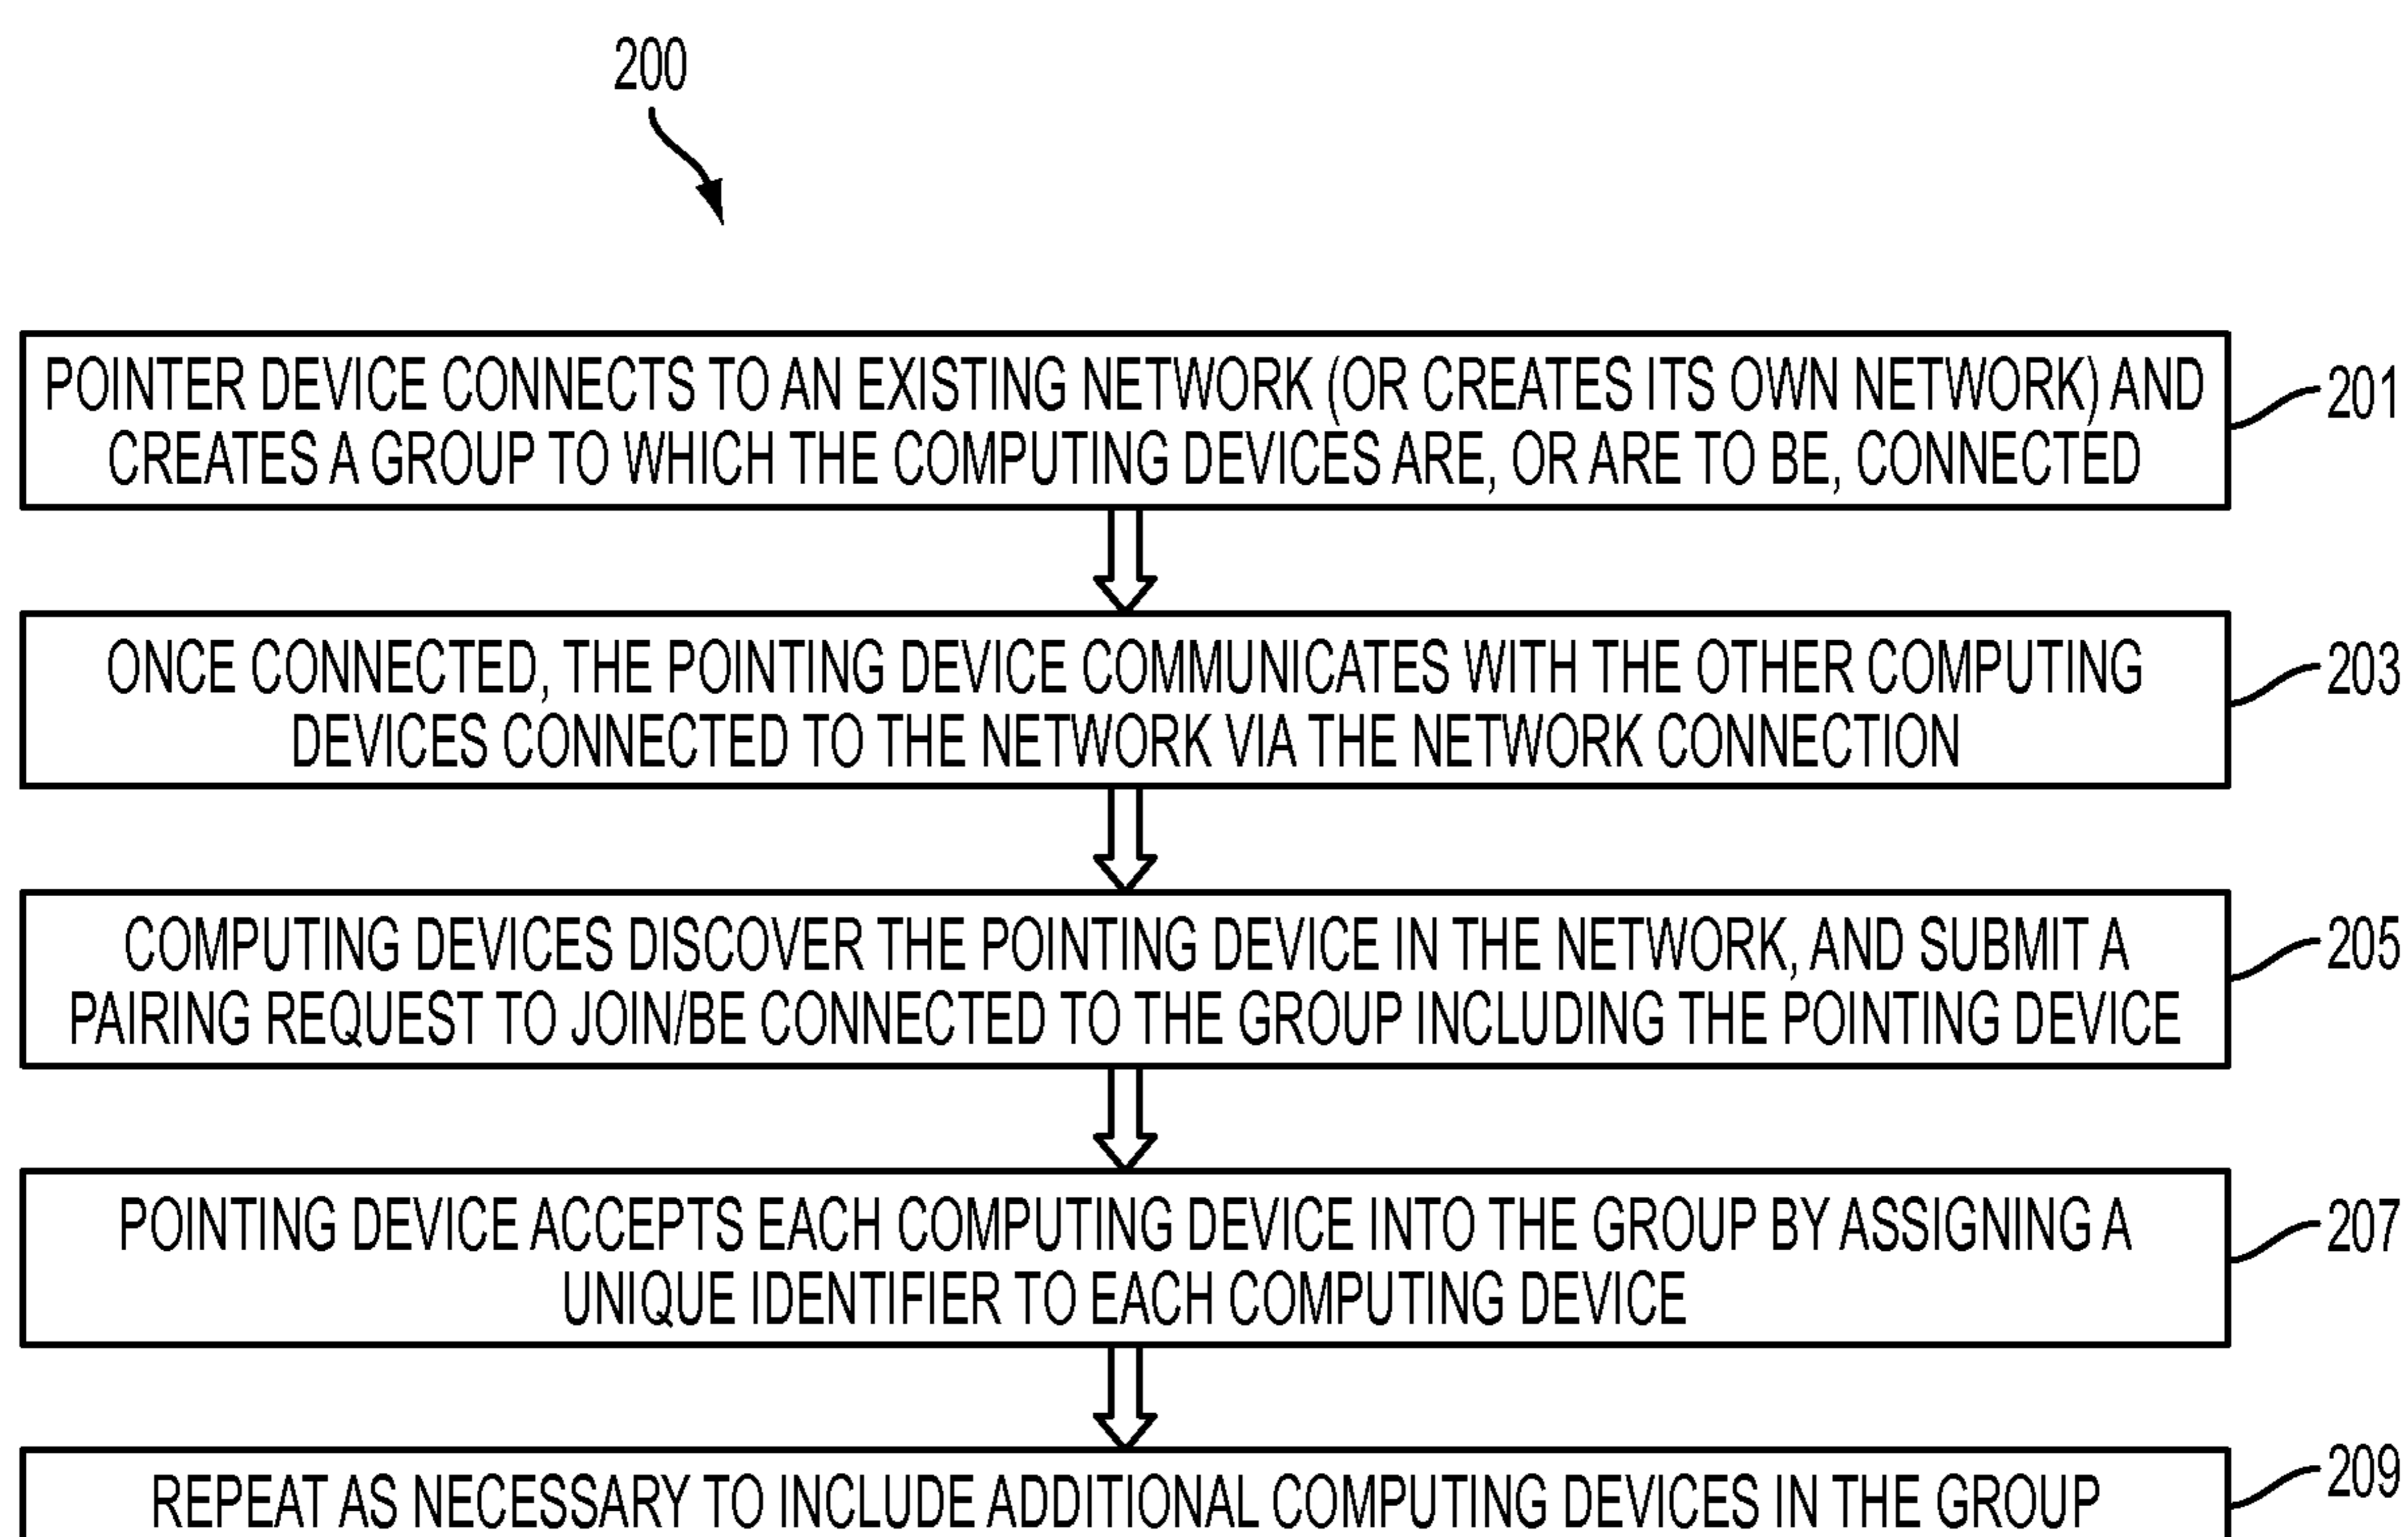 200
POINTER DEVICE CONNECTS TO AN EXISTING NETWORK (OR CREATES ITS OWN NETWORK) AND
CREATES A GROUP TO WHICH THE COMPUTING DEVICES ARE, OR ARE TO BE, CONNECTED
201
ONCE CONNECTED, THE POINTING DEVICE COMMUNICATES WITH THE OTHER COMPUTING
DEVICES CONNECTED TO THE NETWORK VIA THE NETWORK CONNECTION
203
COMPUTING DEVICES DISCOVER THE POINTING DEVICE IN THE NETWORK, AND SUBMIT A
PAIRING REQUEST TO JOIN/BE CONNECTED TO THE GROUP INCLUDING THE POINTING DEVICE
205
POINTING DEVICE ACCEPTS EACH COMPUTING DEVICE INTO THE GROUP BY ASSIGNING A
UNIQUE IDENTIFIER TO EACH COMPUTING DEVICE
207
REPEAT AS NECESSARY TO INCLUDE ADDITIONAL COMPUTING DEVICES IN THE GROUP
209